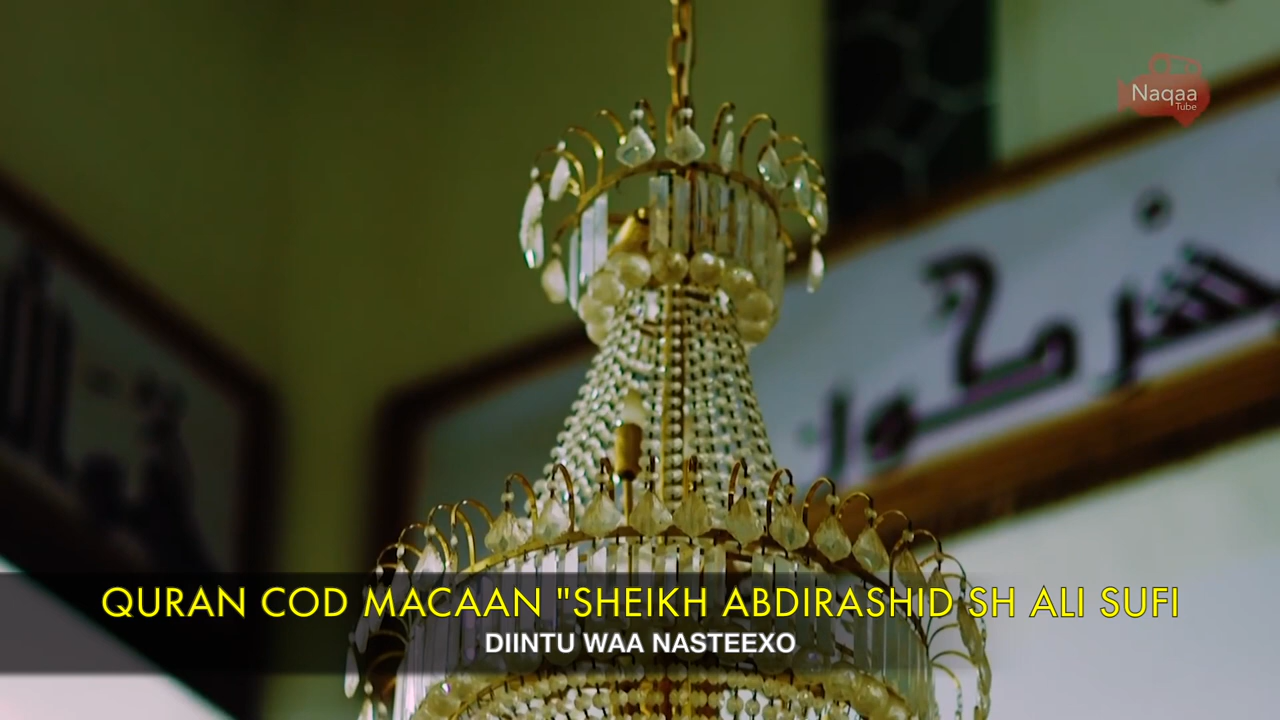 Naqaa
Tube
QURAN COD MACAAN "SHEIKH ABDIRASHID SH ALI SUFI
DIINTU WAA NASTEEXO